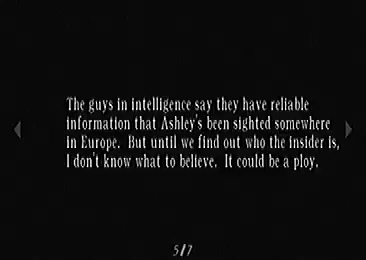 The guys in intelligence say they have reliable
information that Ashley's been sighted somewhere
in Europe. But until we find out who the insider is,
I don't know what to believe. It could be a ploy.
5/7